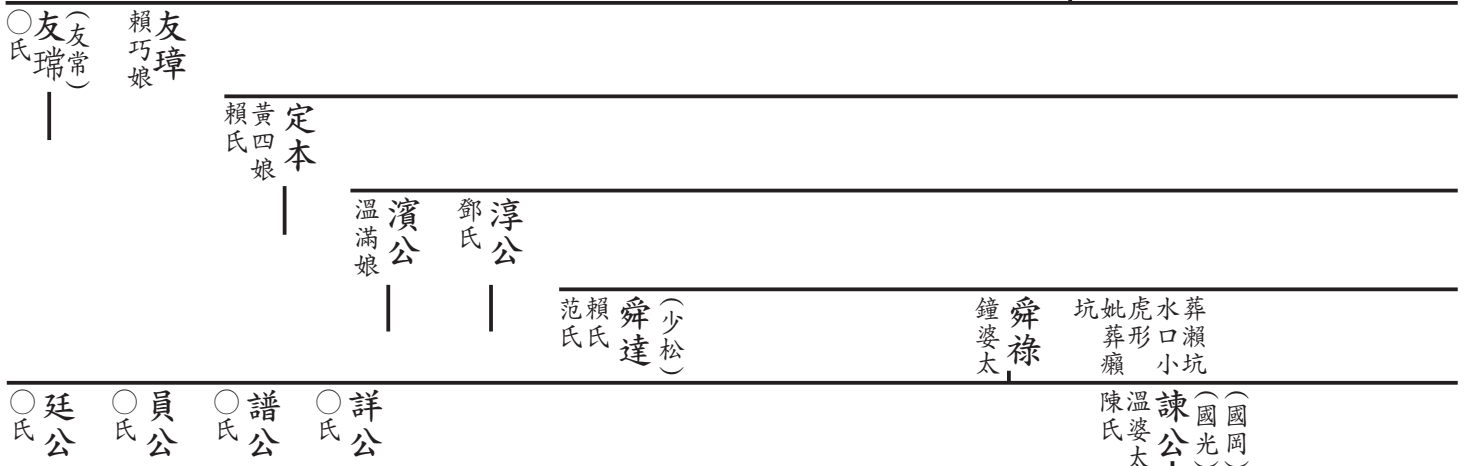 友璋
賴巧娘
(友常)
友瑺
○氏
定本
黃四娘
賴氏
淳公
鄧氏
濱公
溫滿娘
葬瀨坑
水口小
虎形
妣葬癩
坑
舜祿
鐘婆太
(少松)
舜達
賴氏
范氏
(國岡)
(國光)
諫公
溫婆太
陳氏
詳公
○氏
譜公
○氏
員公
○氏
廷公
○氏